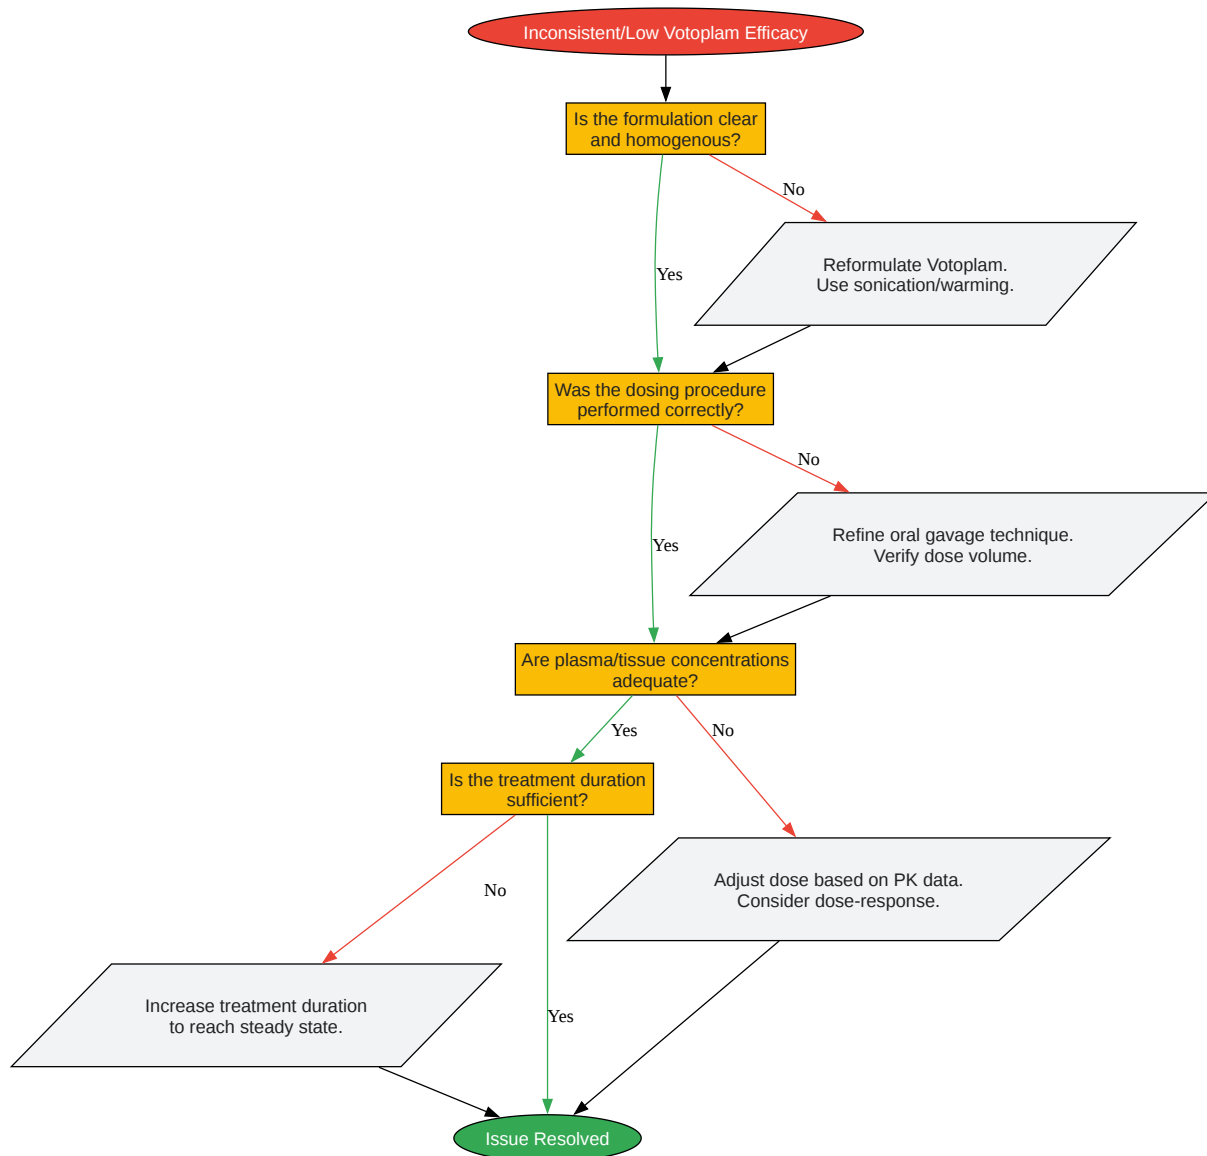 Inconsistent/Low Votoplam Efficacy
Is the formulation clear
and homogenous?
No
Yes
Reformulate Votoplam.
Use sonication/warming.
Was the dosing procedure
performed correctly?
No
Yes
Refine oral gavage technique.
Verify dose volume.
Are plasma/tissue concentrations
adequate?
Yes
No
Is the treatment duration
sufficient?
No
Adjust dose based on PK data.
Consider dose-response.
Increase treatment duration
to reach steady state.
Yes
Issue Resolved